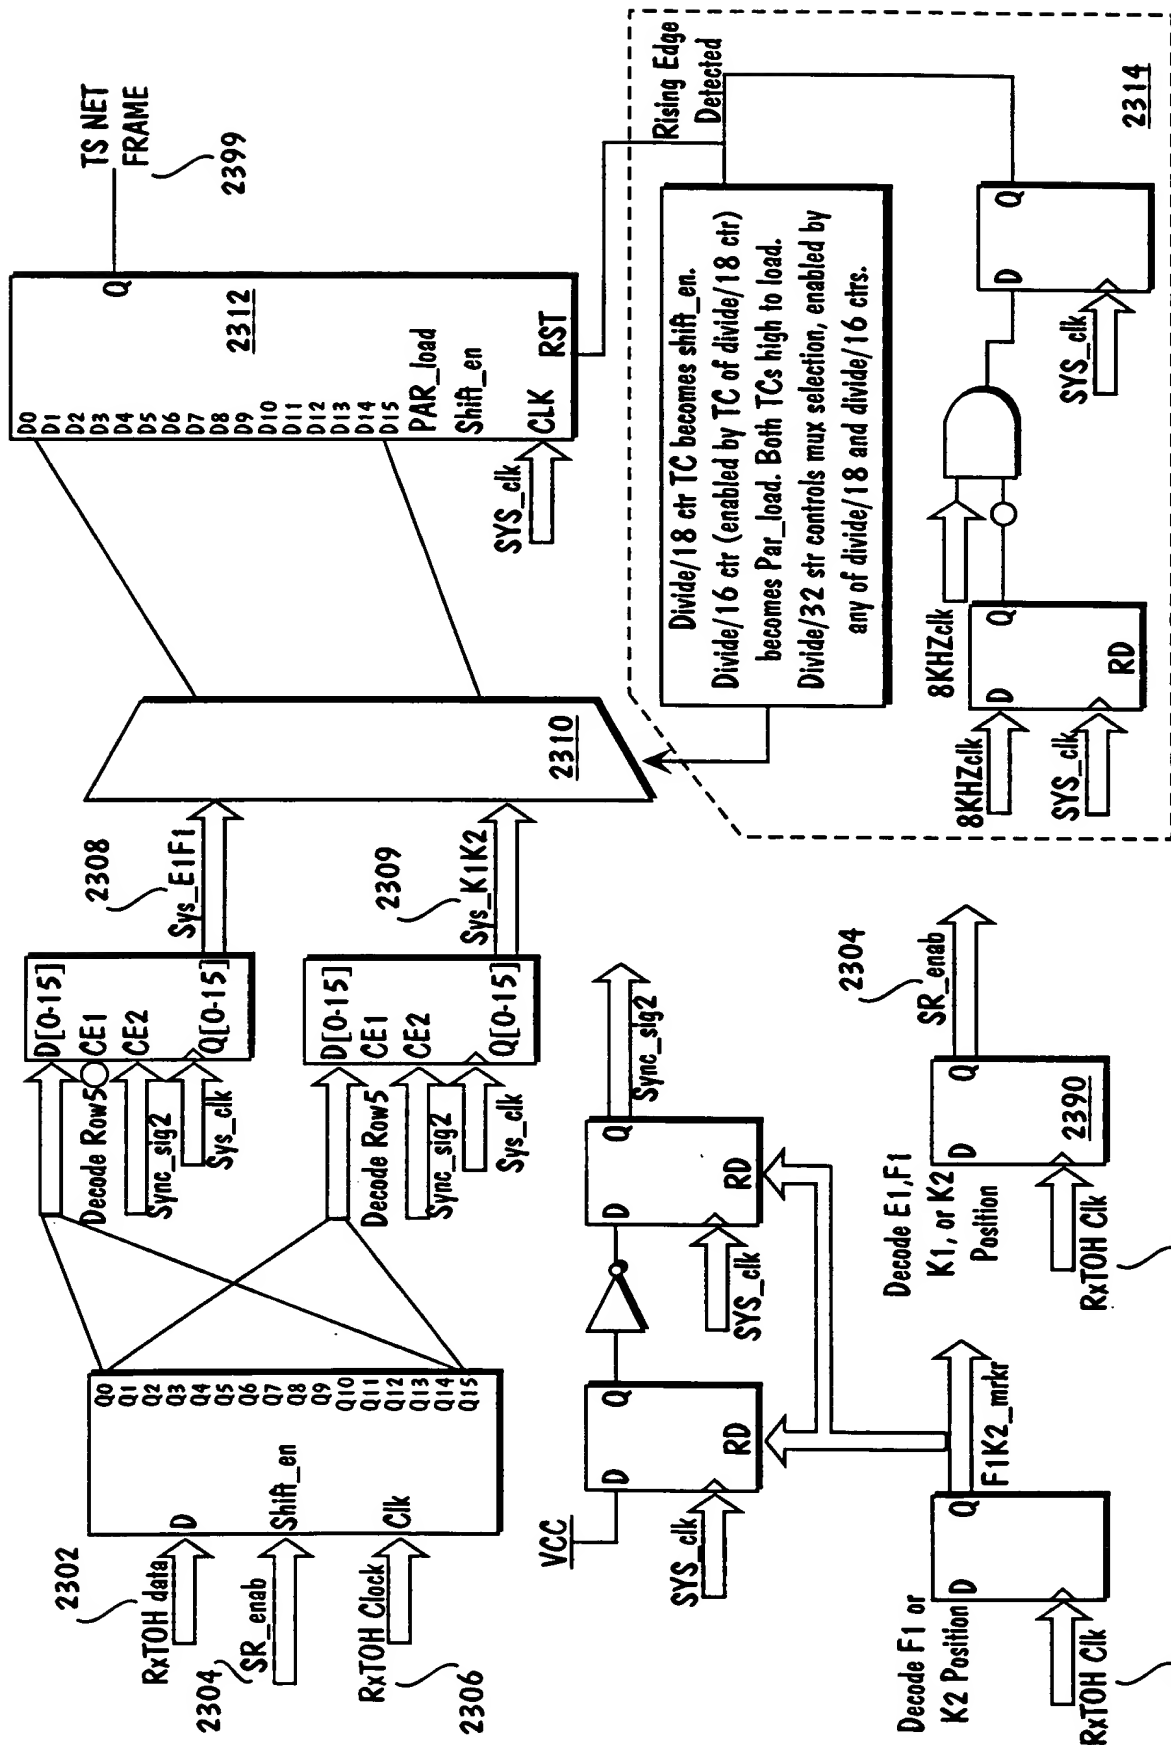 2302
RxTOH data
D
2304
SR_enab
Shift_en
RxTOH Clock
Clk
2306
Q0
Q1
Q2
Q3
Q4
Q5
Q6
Q7
Q8
Q9
Q10
Q11
Q12
Q13
Q14
Q15
D[0-15]
Decode Row5
CE1
Sync_sig2
CE2
Sys_clk
Q[0-15]
2308
Sys_E1F1
D[0-15]
Decode Row5
CE1
Sync_sig2
CE2
Sys_clk
Q[0-15]
2309
Sys_K1K2
2310
D0
D1
D2
D3
D4
D5
D6
D7
D8
D9
D10
D11
D12
D13
D14
D15
PAR_load
Shift_en
SYS_clk
CLK
RST
Q
2312
TS NET
FRAME
2399
VCC
D
Q
SYS_clk
RD
D
Q
SYS_clk
RD
Sync_sig2
Decode F1 or
K2 Position
D
Q
RxTOH Clk
F1K2_mrkr
Decode E1,F1
K1, or K2
Position
D
Q
RxTOH Clk
2390
SR_enab
2304
Rising Edge
Detected
Divide/18 ctr TC becomes shift_en.
Divide/16 ctr (enabled by TC of divide/18 ctr)
becomes Par_load. Both TCs high to load.
Divide/32 str controls mux selection, enabled by
any of divide/18 and divide/16 ctrs.
8KHZclk
D
Q
SYS_clk
RD
8KHZclk
D
Q
SYS_clk
2314